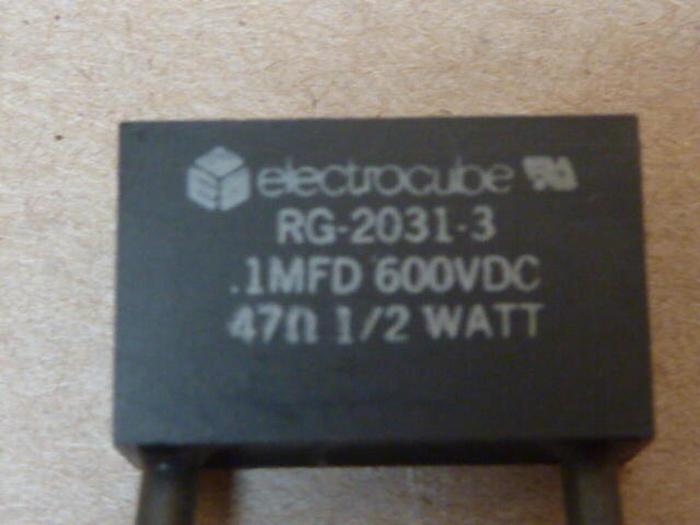 electrocube
RG-2031-3
.1MFD 600VDC
47Ω 1/2 WATT